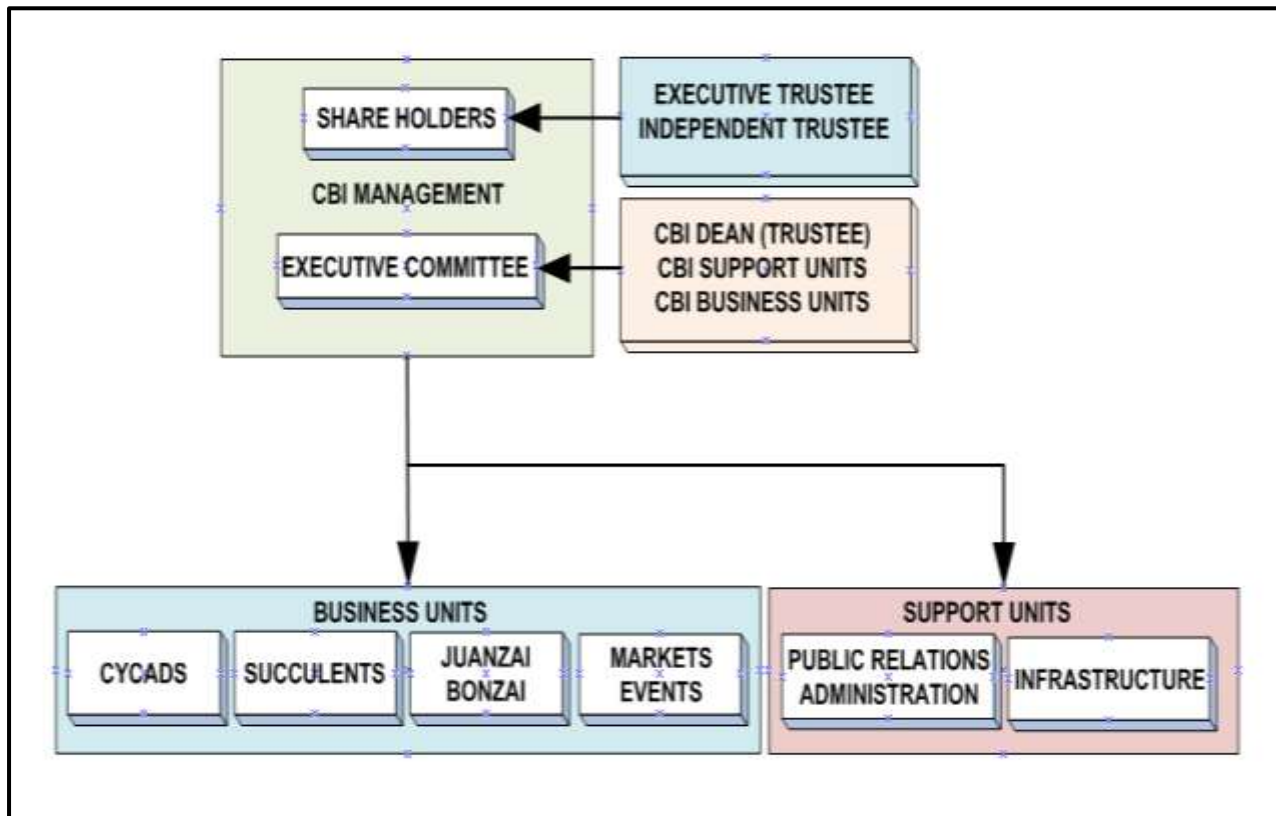 SHARE HOLDERS
CBI MANAGEMENT
EXECUTIVE COMMITTEE
EXECUTIVE TRUSTEE
INDEPENDENT TRUSTEE
CBI DEAN (TRUSTEE)
CBI SUPPORT UNITS
CBI BUSINESS UNITS
BUSINESS UNITS
CYCADS
SUCCULENTS
JUANZAI
BONZAI
MARKETS
EVENTS
SUPPORT UNITS
PUBLIC RELATIONS
ADMINISTRATION
INFRASTRUCTURE